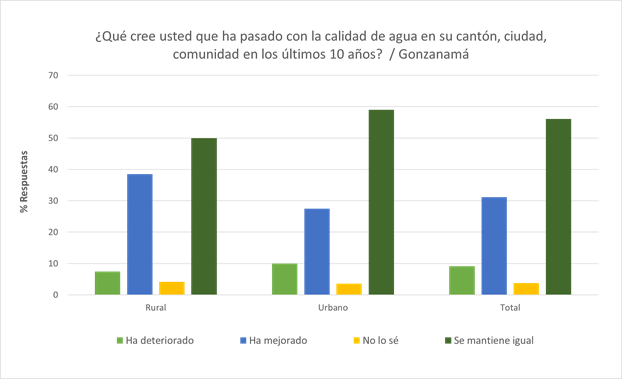 ¿Qué cree usted que ha pasado con la calidad de agua en su cantón, ciudad,
comunidad en los últimos 10 años?  / Gonzanamá
70
60
50
40
30
20
10
0
% Respuestas
Rural
Urbano
Total
Ha deteriorado
Ha mejorado
No lo sé
Se mantiene igual